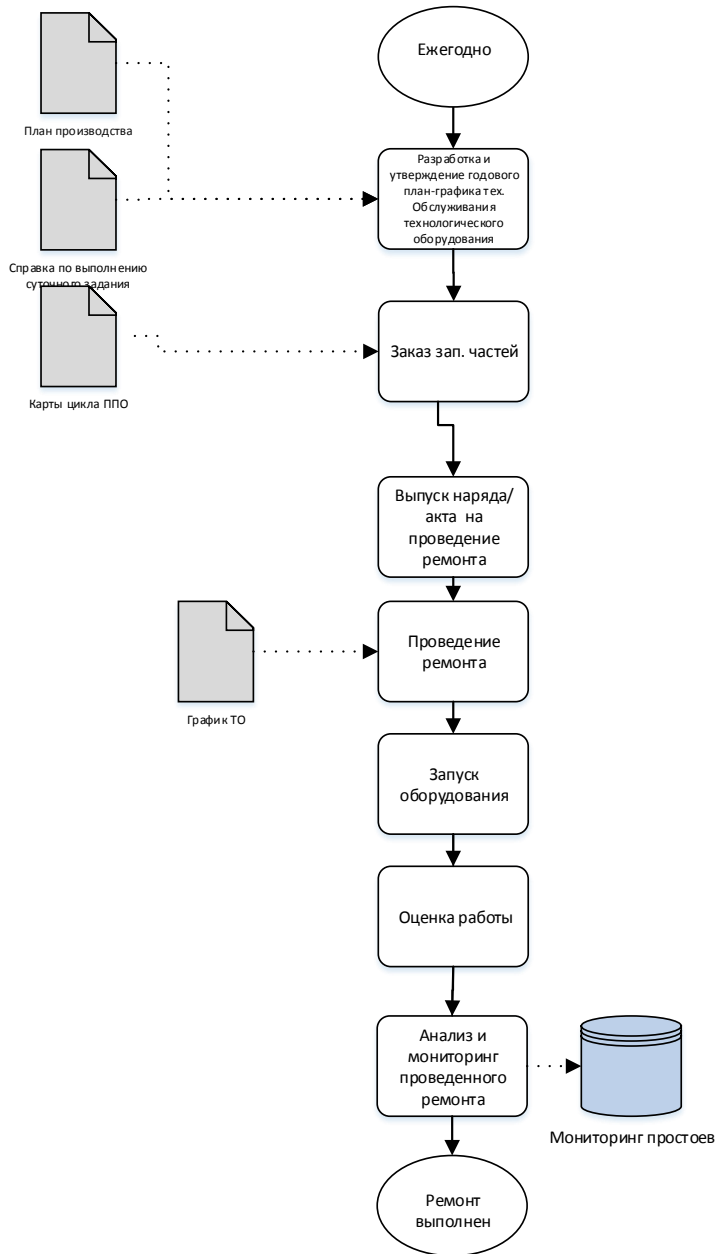 Ежегодно
План производства
Разработка и
утверждение годового
план-графика тех.
Обслуживания
технологического
оборудования
Справка по выполнению
суточного задания
Заказ зап. частей
Карты цикла ППО
Выпуск наряда/
акта на
проведение
ремонта
Проведение
ремонта
График ТО
Запуск
оборудования
Оценка работы
Анализ и
мониторинг
проведенного
ремонта
Мониторинг простоев
Ремонт
выполнен